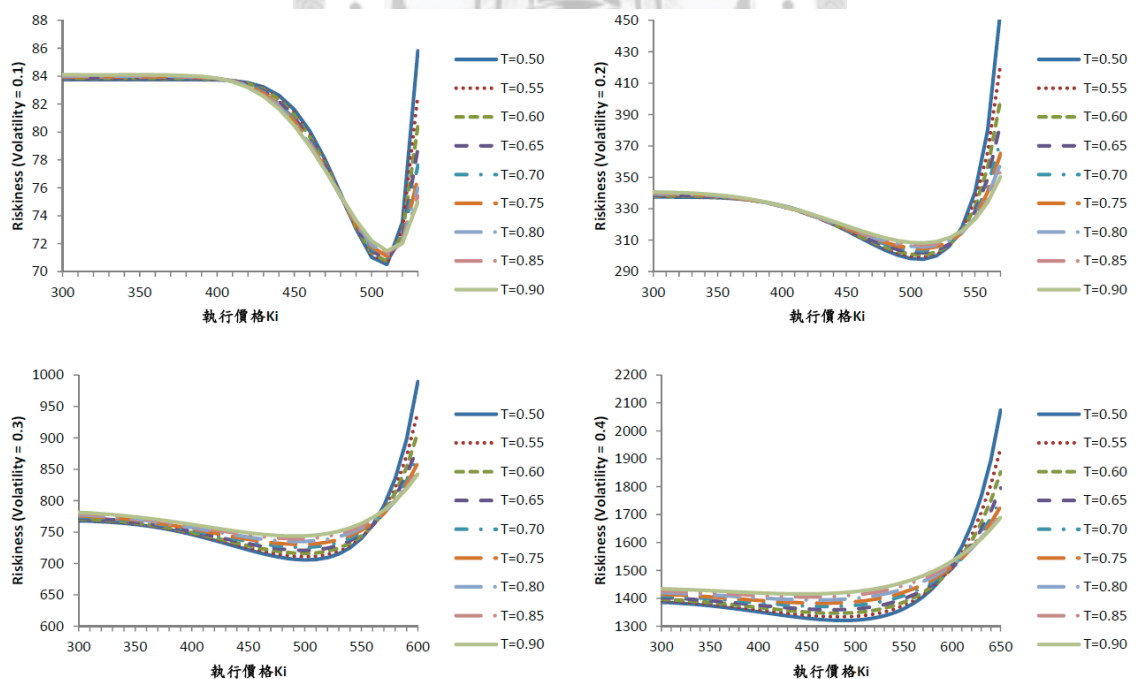 Riskiness (Volatility = 0.1)
88
86
84
82
80
78
76
74
72
70
300
400
450
500
執行價格Ki
T=0.50
T=0.55
T=0.60
T=0.65
T=0.70
T=0.75
T=0.80
T=0.85
T=0.90
Riskiness (Volatility = 0.2)
450
430
410
390
370
350
330
310
290
300
400
450
500
550
執行價格Ki
T=0.50
T=0.55
T=0.60
T=0.65
T=0.70
T=0.75
T=0.80
T=0.85
T=0.90
Riskiness (Volatility = 0.3)
1000
950
900
850
800
750
700
650
600
300
400
450
500
550
600
執行價格Ki
T=0.50
T=0.55
T=0.60
T=0.65
T=0.70
T=0.75
T=0.80
T=0.85
T=0.90
Riskiness (Volatility = 0.4)
2200
2100
2000
1900
1800
1700
1600
1500
1400
1300
300
400
450
500
550
600
650
執行價格Ki
T=0.50
T=0.55
T=0.60
T=0.65
T=0.70
T=0.75
T=0.80
T=0.85
T=0.90